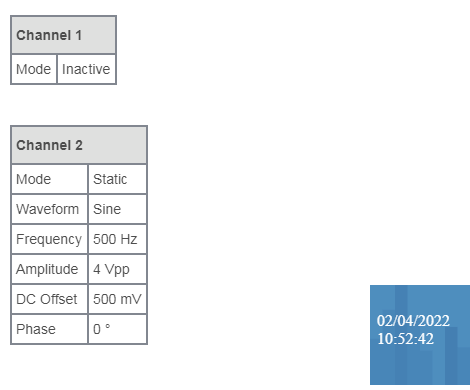 Channel 1
Mode Inactive
Channel 2
Mode Static
Waveform Sine
Frequency 500 Hz
Amplitude 4 Vpp
DC Offset 500 mV
Phase 0 °
02/04/2022
10:52:42